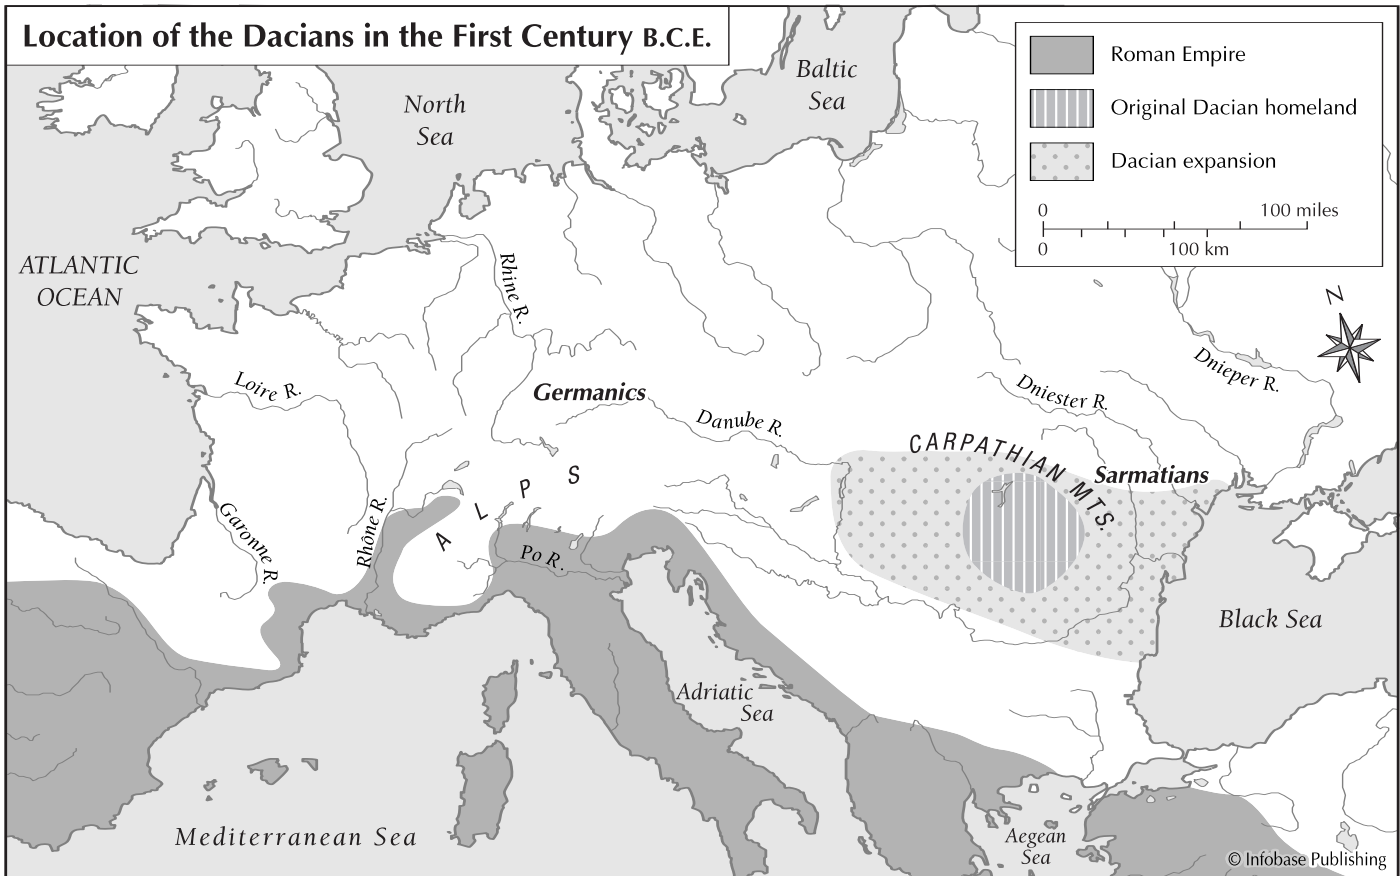 Location of the Dacians in the First Century B.C.E.
Roman Empire
Original Dacian homeland
Dacian expansion
0 100 miles
0 100 km
N
North
Sea
Baltic
Sea
ATLANTIC
OCEAN
Rhine R.
Loire R.
Germanics
Danube R.
Dniester R.
Dnieper R.
CARPATHIAN MTS.
Sarmatians
ALPS
Garonne R.
Rhône R.
Po R.
Black Sea
Adriatic
Sea
Mediterranean Sea
Aegean
Sea
© Infobase Publishing